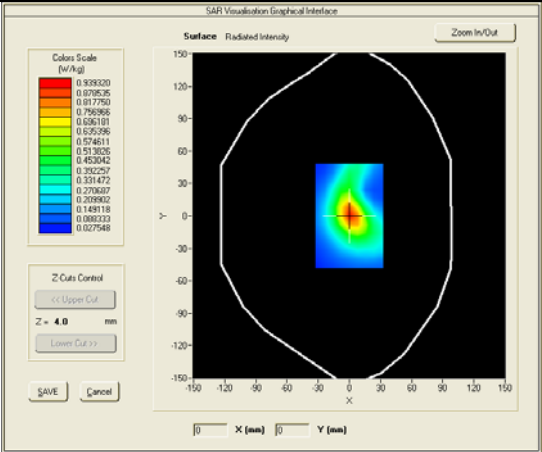 SAR Visualisation Graphical Interface
Surface Radiated Intensity
Zoom In/Out
Colors Scale
(W/kg)
0.939320
0.878535
0.817750
0.756966
0.696181
0.635396
0.574611
0.513826
0.453042
0.392257
0.331472
0.270687
0.209902
0.149118
0.088333
0.027548
Z-Cuts Control
<< Upper Cut
Z = 4.0 mm
Lower Cut >>
SAVE Cancel
150
120
90
60
30
0
-30
-60
-90
-120
-150
Y
-150 -120 -90 -60 -30 0 30 60 90 120 150
X
0 X (mm) 0 Y (mm)